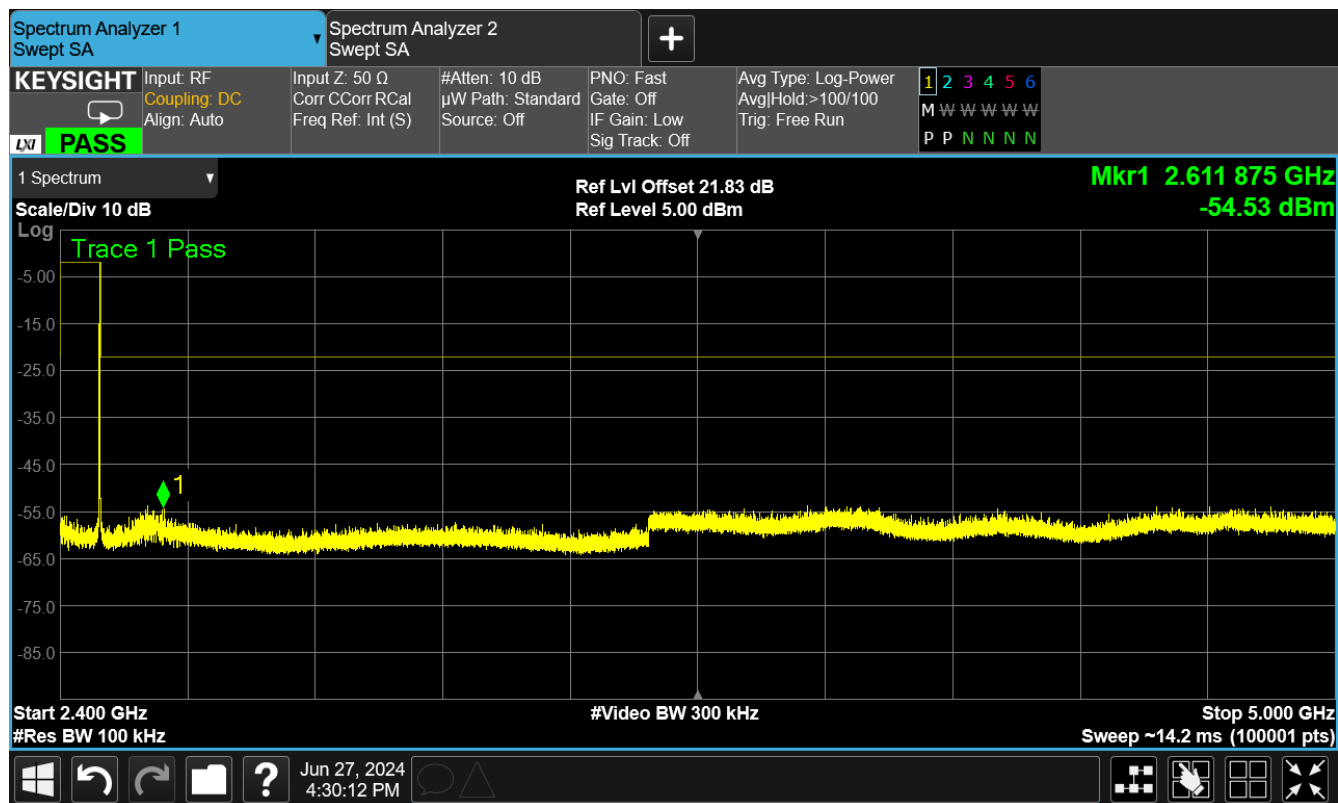 Spectrum Analyzer 1
Swept SA
Spectrum Analyzer 2
Swept SA
KEYSIGHT
LXI PASS
Input: RF
Coupling: DC
Align: Auto
Input Z: 50 Ω
Corr CCorr RCal
Freq Ref: Int (S)
#Atten: 10 dB
µW Path: Standard
Source: Off
PNO: Fast
Gate: Off
IF Gain: Low
Sig Track: Off
Avg Type: Log-Power
Avg|Hold:>100/100
Trig: Free Run
1 2 3 4 5 6
M W W W W W
P P N N N N
1 Spectrum
Scale/Div 10 dB
Ref Lvl Offset 21.83 dB
Ref Level 5.00 dBm
Mkr1 2.611 875 GHz
-54.53 dBm
Log
Trace 1 Pass
-5.00
-15.0
-25.0
-35.0
-45.0
1
-55.0
-65.0
-75.0
-85.0
Start 2.400 GHz
#Video BW 300 kHz
Stop 5.000 GHz
#Res BW 100 kHz
Sweep ~14.2 ms (100001 pts)
?
Jun 27, 2024
4:30:12 PM